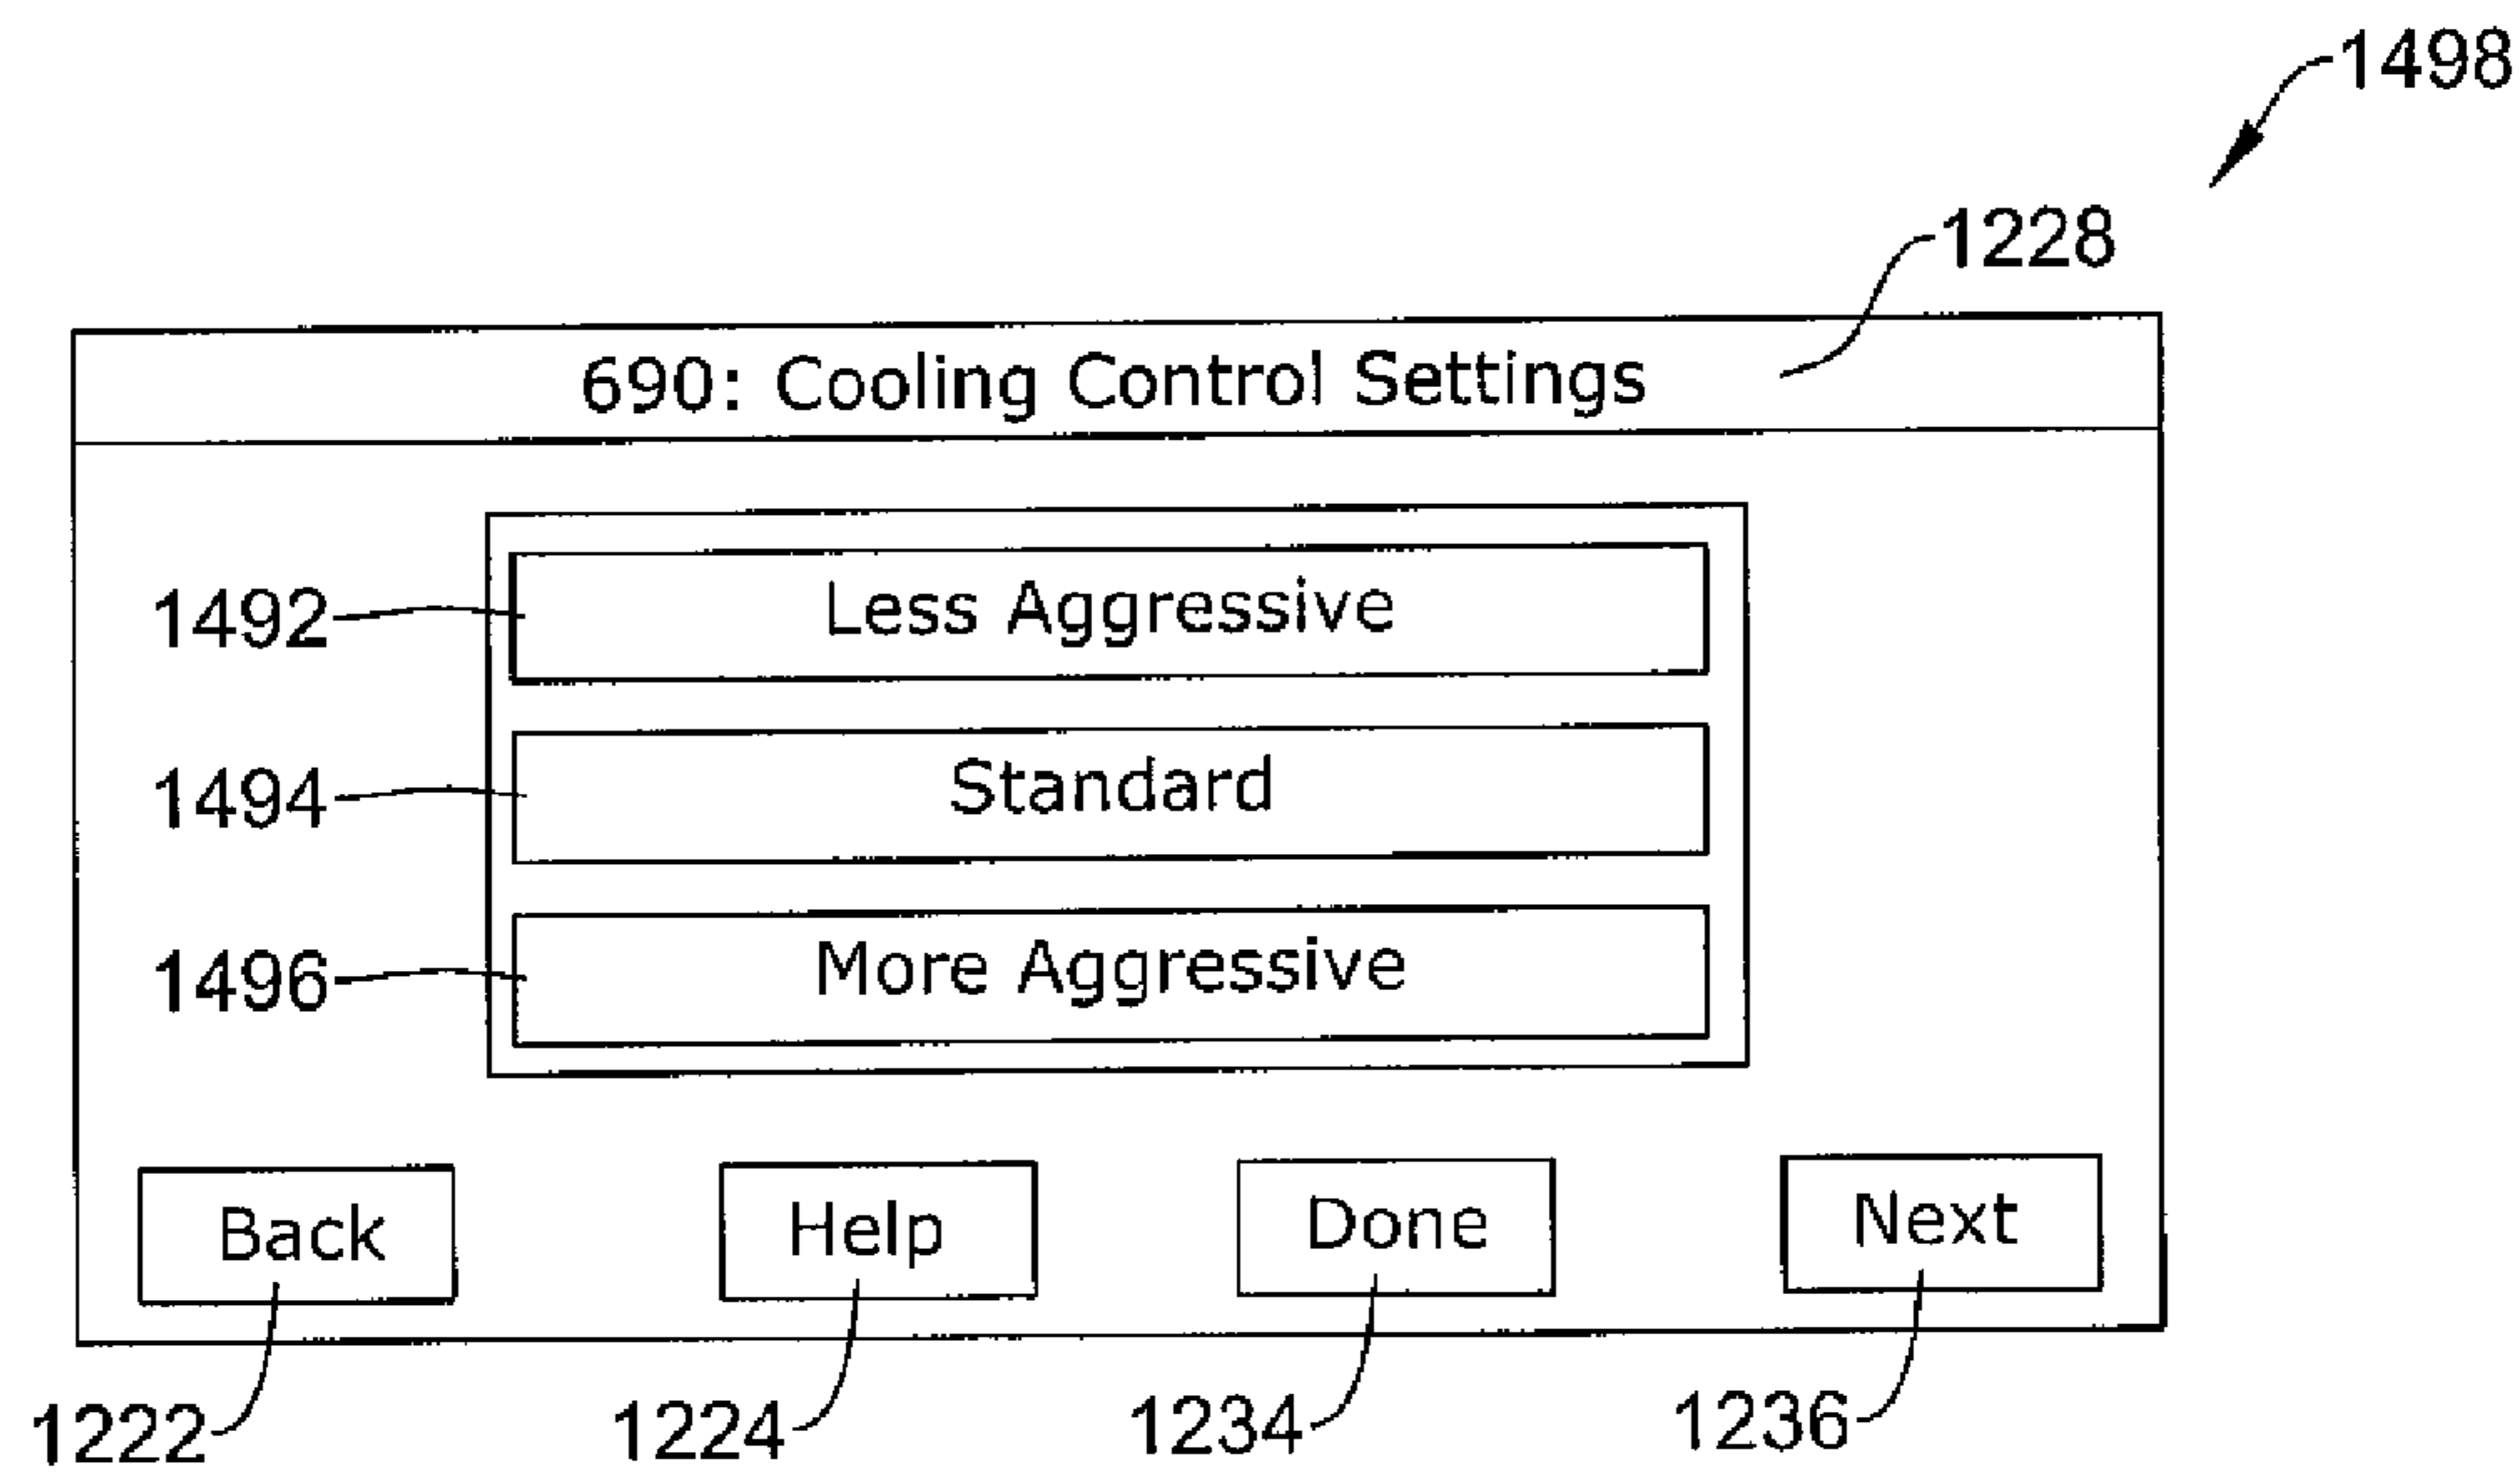 1498
1228
690: Cooling Control Settings
1492 Less Aggressive
1494 Standard
1496 More Aggressive
Back Help Done Next
1222 1224 1234 1236